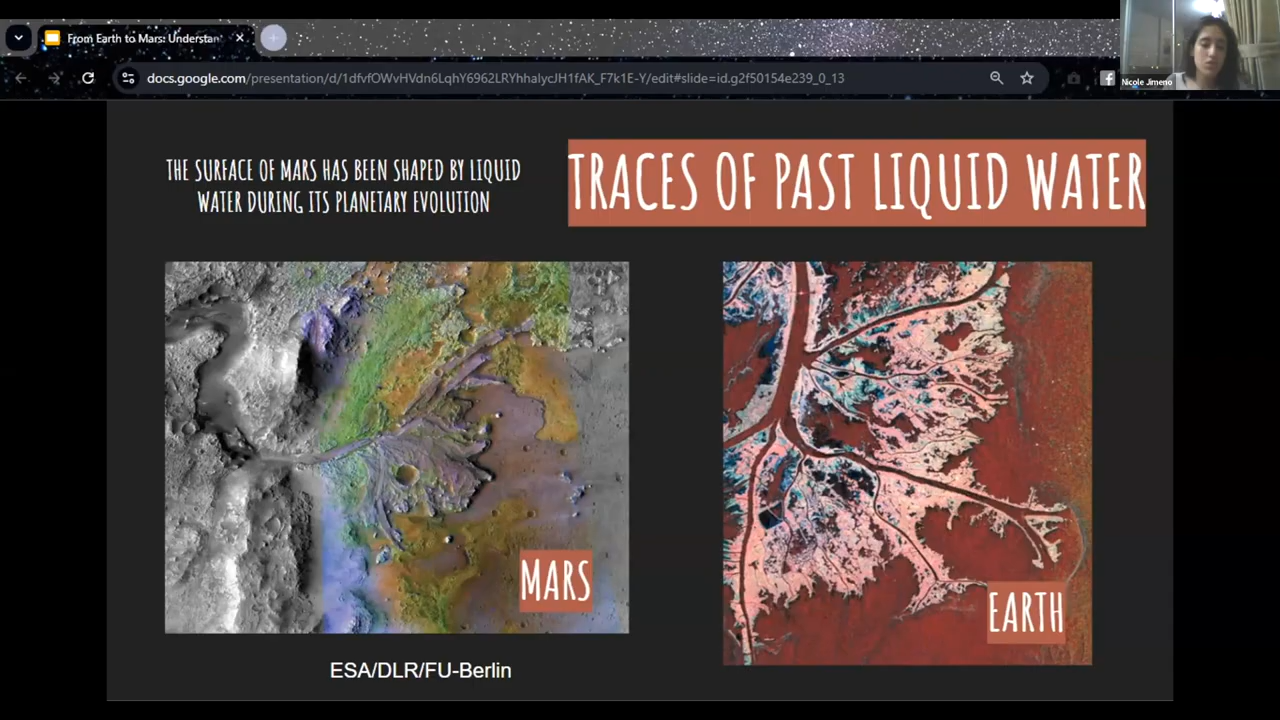 From Earth to Mars: Understan
docs.google.com/presentation/d/1dfvfOWvHVdn6LqhY6962LRYhhalycJH1fAK_F7k1E-Y/edit#slide=id.g2f50154e239_0_13
Nicole Jimeno
THE SURFACE OF MARS HAS BEEN SHAPED BY LIQUID
WATER DURING ITS PLANETARY EVOLUTION
TRACES OF PAST LIQUID WATER
MARS
EARTH
ESA/DLR/FU-Berlin